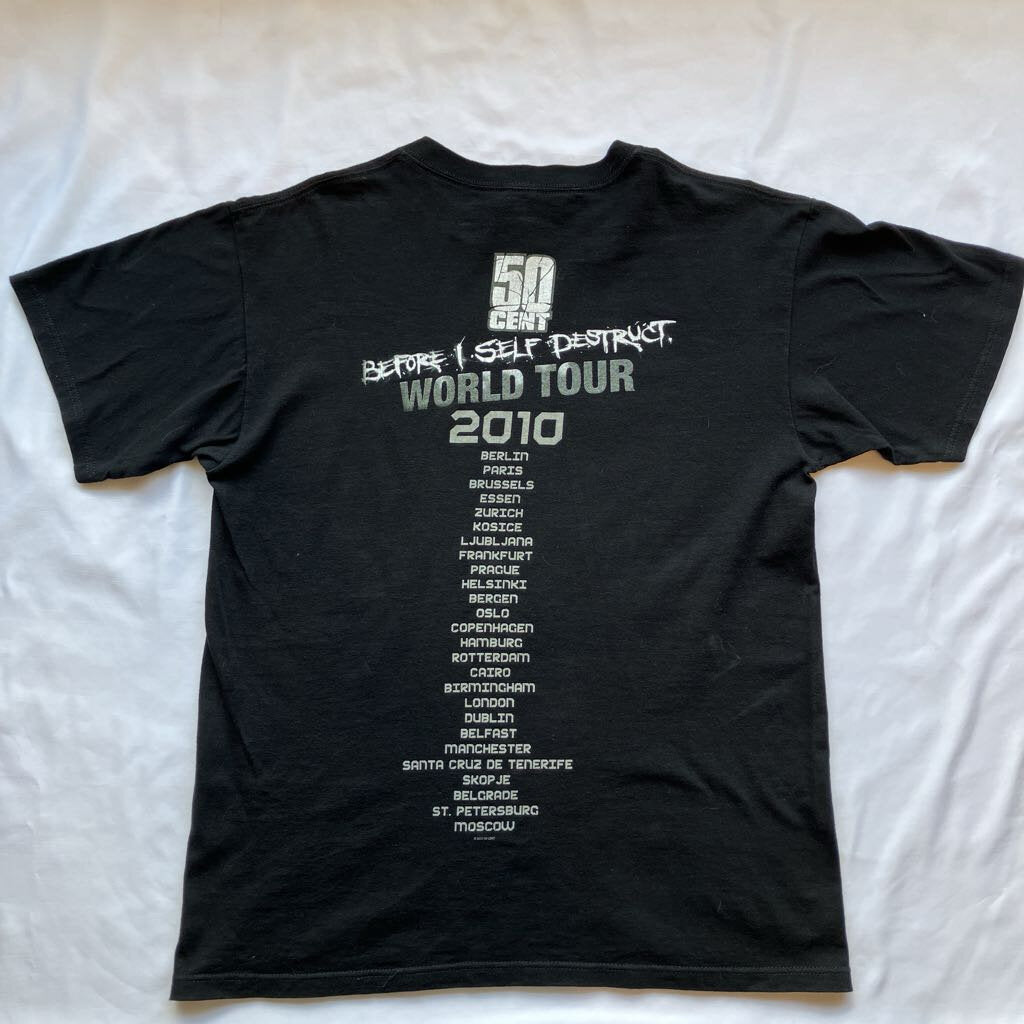 50
CENT
BEFORE I SELF DESTRUCT.
WORLD TOUR
2010
BERLIN
PARIS
BRUSSELS
ESSEN
ZURICH
KOSICE
LJUBLJANA
FRANKFURT
PRAGUE
HELSINKI
BERGEN
OSLO
COPENHAGEN
HAMBURG
ROTTERDAM
CAIRO
BIRMINGHAM
LONDON
DUBLIN
BELFAST
MANCHESTER
SANTA CRUZ DE TENERIFE
SKOPJE
BELGRADE
ST. PETERSBURG
MOSCOW